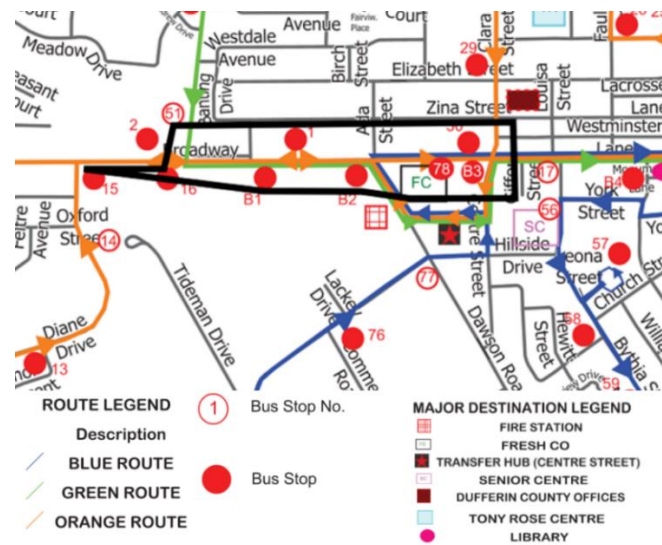 Meadow Drive
Court
Westdale
Avenue
Drive
Birch
Street
Fairview.
Place
Court
Clara
Street
29
Elizabeth Street
Avenue
Louisa
Street
Lacrosse
Lane
Zina Street
Westminster
Lane
Ada
Street
51
2
1
Broadway
78
B3
FC
17
B4
15
16
B1
B2
York
Street
56
SC
Oxford
Street
14
Avenue
Hillside
Drive
57
Street
Church
77
Tideman Drive
Diane
Drive
13
Lackey
Drive
76
Dawson Road
Street
58
59
Bythia
ROUTE LEGEND
Description
BLUE ROUTE
GREEN ROUTE
ORANGE ROUTE
1
Bus Stop No.
Bus Stop
MAJOR DESTINATION LEGEND
FIRE STATION
FRESH CO
TRANSFER HUB (CENTRE STREET)
SENIOR CENTRE
DUFFERIN COUNTY OFFICES
TONY ROSE CENTRE
LIBRARY